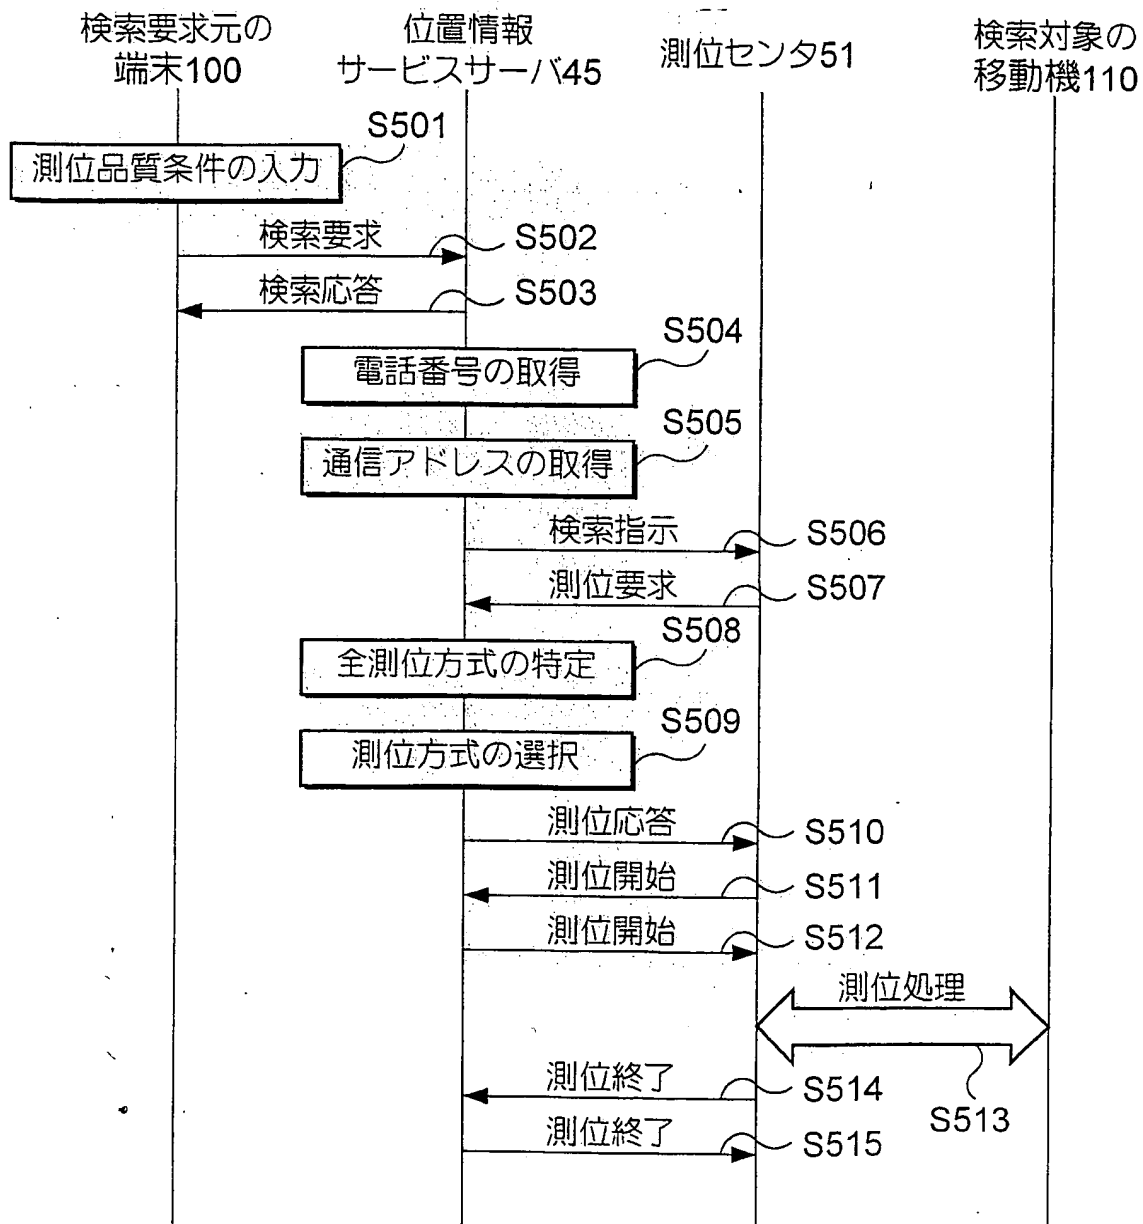 検索要求元の
端末100
位置情報
サービスサーバ45
測位センタ51
検索対象の
移動機110
S501
測位品質条件の入力
検索要求
S502
検索応答
S503
S504
電話番号の取得
S505
通信アドレスの取得
検索指示
S506
測位要求
S507
S508
全測位方式の特定
S509
測位方式の選択
測位応答
S510
測位開始
S511
測位開始
S512
測位処理
S513
測位終了
S514
測位終了
S515